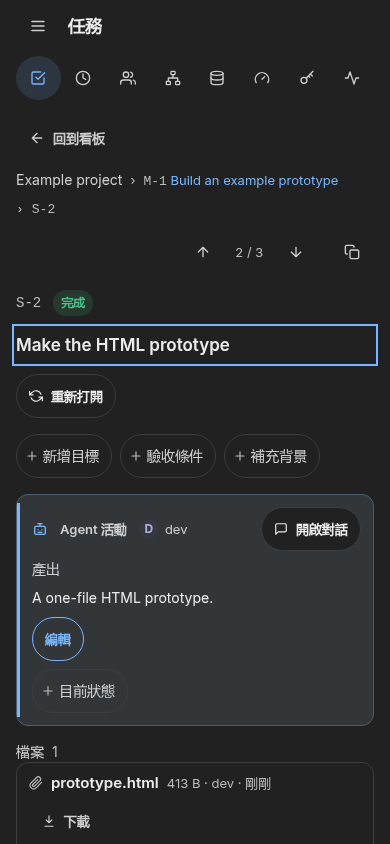 任務
回到看板
Example project › M-1 Build an example prototype
› S-2
2 / 3
S-2 完成
Make the HTML prototype
重新打開
+ 新增目標 + 驗收條件 + 補充背景
Agent 活動 D dev 開啟對話
產出
A one-file HTML prototype.
編輯
+ 目前狀態
檔案 1
prototype.html 413 B · dev · 剛剛
下載